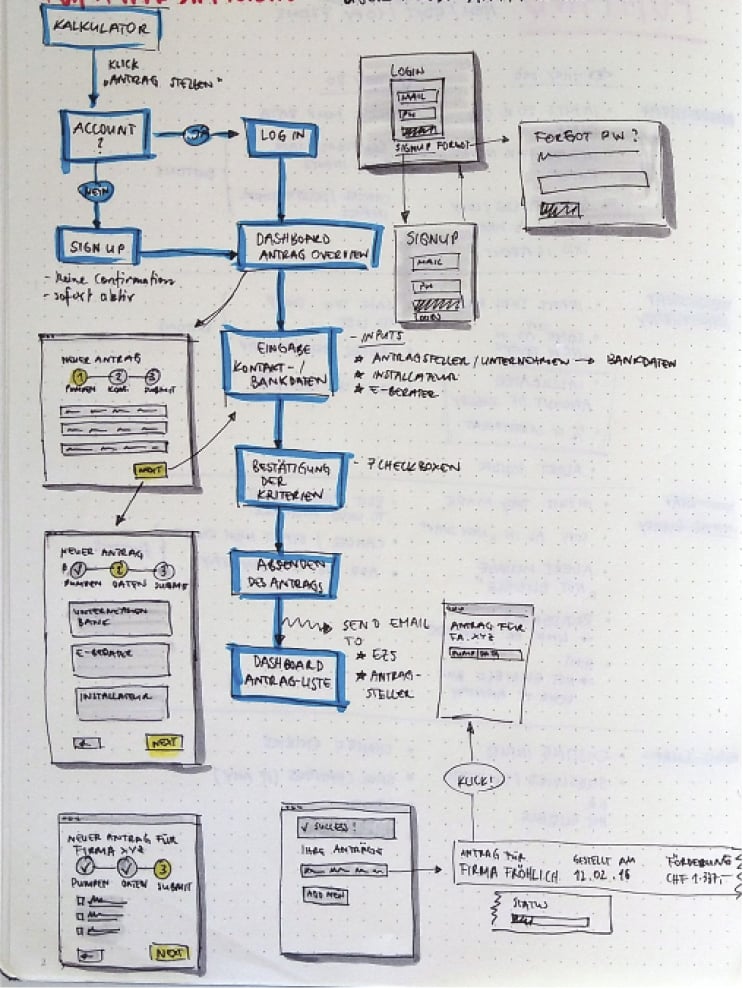 KALKULATOR
KLICK
"ANTRAG STELLEN"
ACCOUNT
?
JA
LOGIN
NEIN
SIGN UP
- keine Confirmation
- sofort aktiv
DASHBOARD
ANTRAG OVERVIEW
LOGIN
MAIL
PW
SIGNUP FORGOT
FORGOT PW?
SIGNUP
MAIL
PW
LOGIN
EINGABE
KONTAKT-/
BANKDATEN
- INPUTS
* ANTRAGSTELLER/UNTERNEHMEN → BANKDATEN
* INSTALLATEUR
* E-BERATER
NEUER ANTRAG
1 2 3
PUMPEN KONT. SUBMIT
NEXT
BESTÄTIGUNG
DER
KRITERIEN
- 7 CHECKBOXEN
NEUER ANTRAG
✓ 2 3
PUMPEN DATEN SUBMIT
UNTERNEHMEN
BANK
E-BERATER
INSTALLATEUR
←
NEXT
ABSENDEN
DES ANTRAGS
SEND EMAIL
TO
* EZS
* ANTRAG-
STELLER
DASHBOARD
ANTRAG-LISTE
ANTRAG FÜR
FA. XYZ
PUMP DATA
KLICK!
NEUER ANTRAG FÜR
FIRMA XYZ
✓ ✓ 3
PUMPEN DATEN SUBMIT
←
NEXT
✓ SUCCESS!
IHRE ANTRÄGE
ADD NEW
ANTRAG FÜR
FIRMA FRÖHLICH
GESTELLT AM
12.02.16
FÖRDERUNG
CHF 1'337,-
STATUS
2